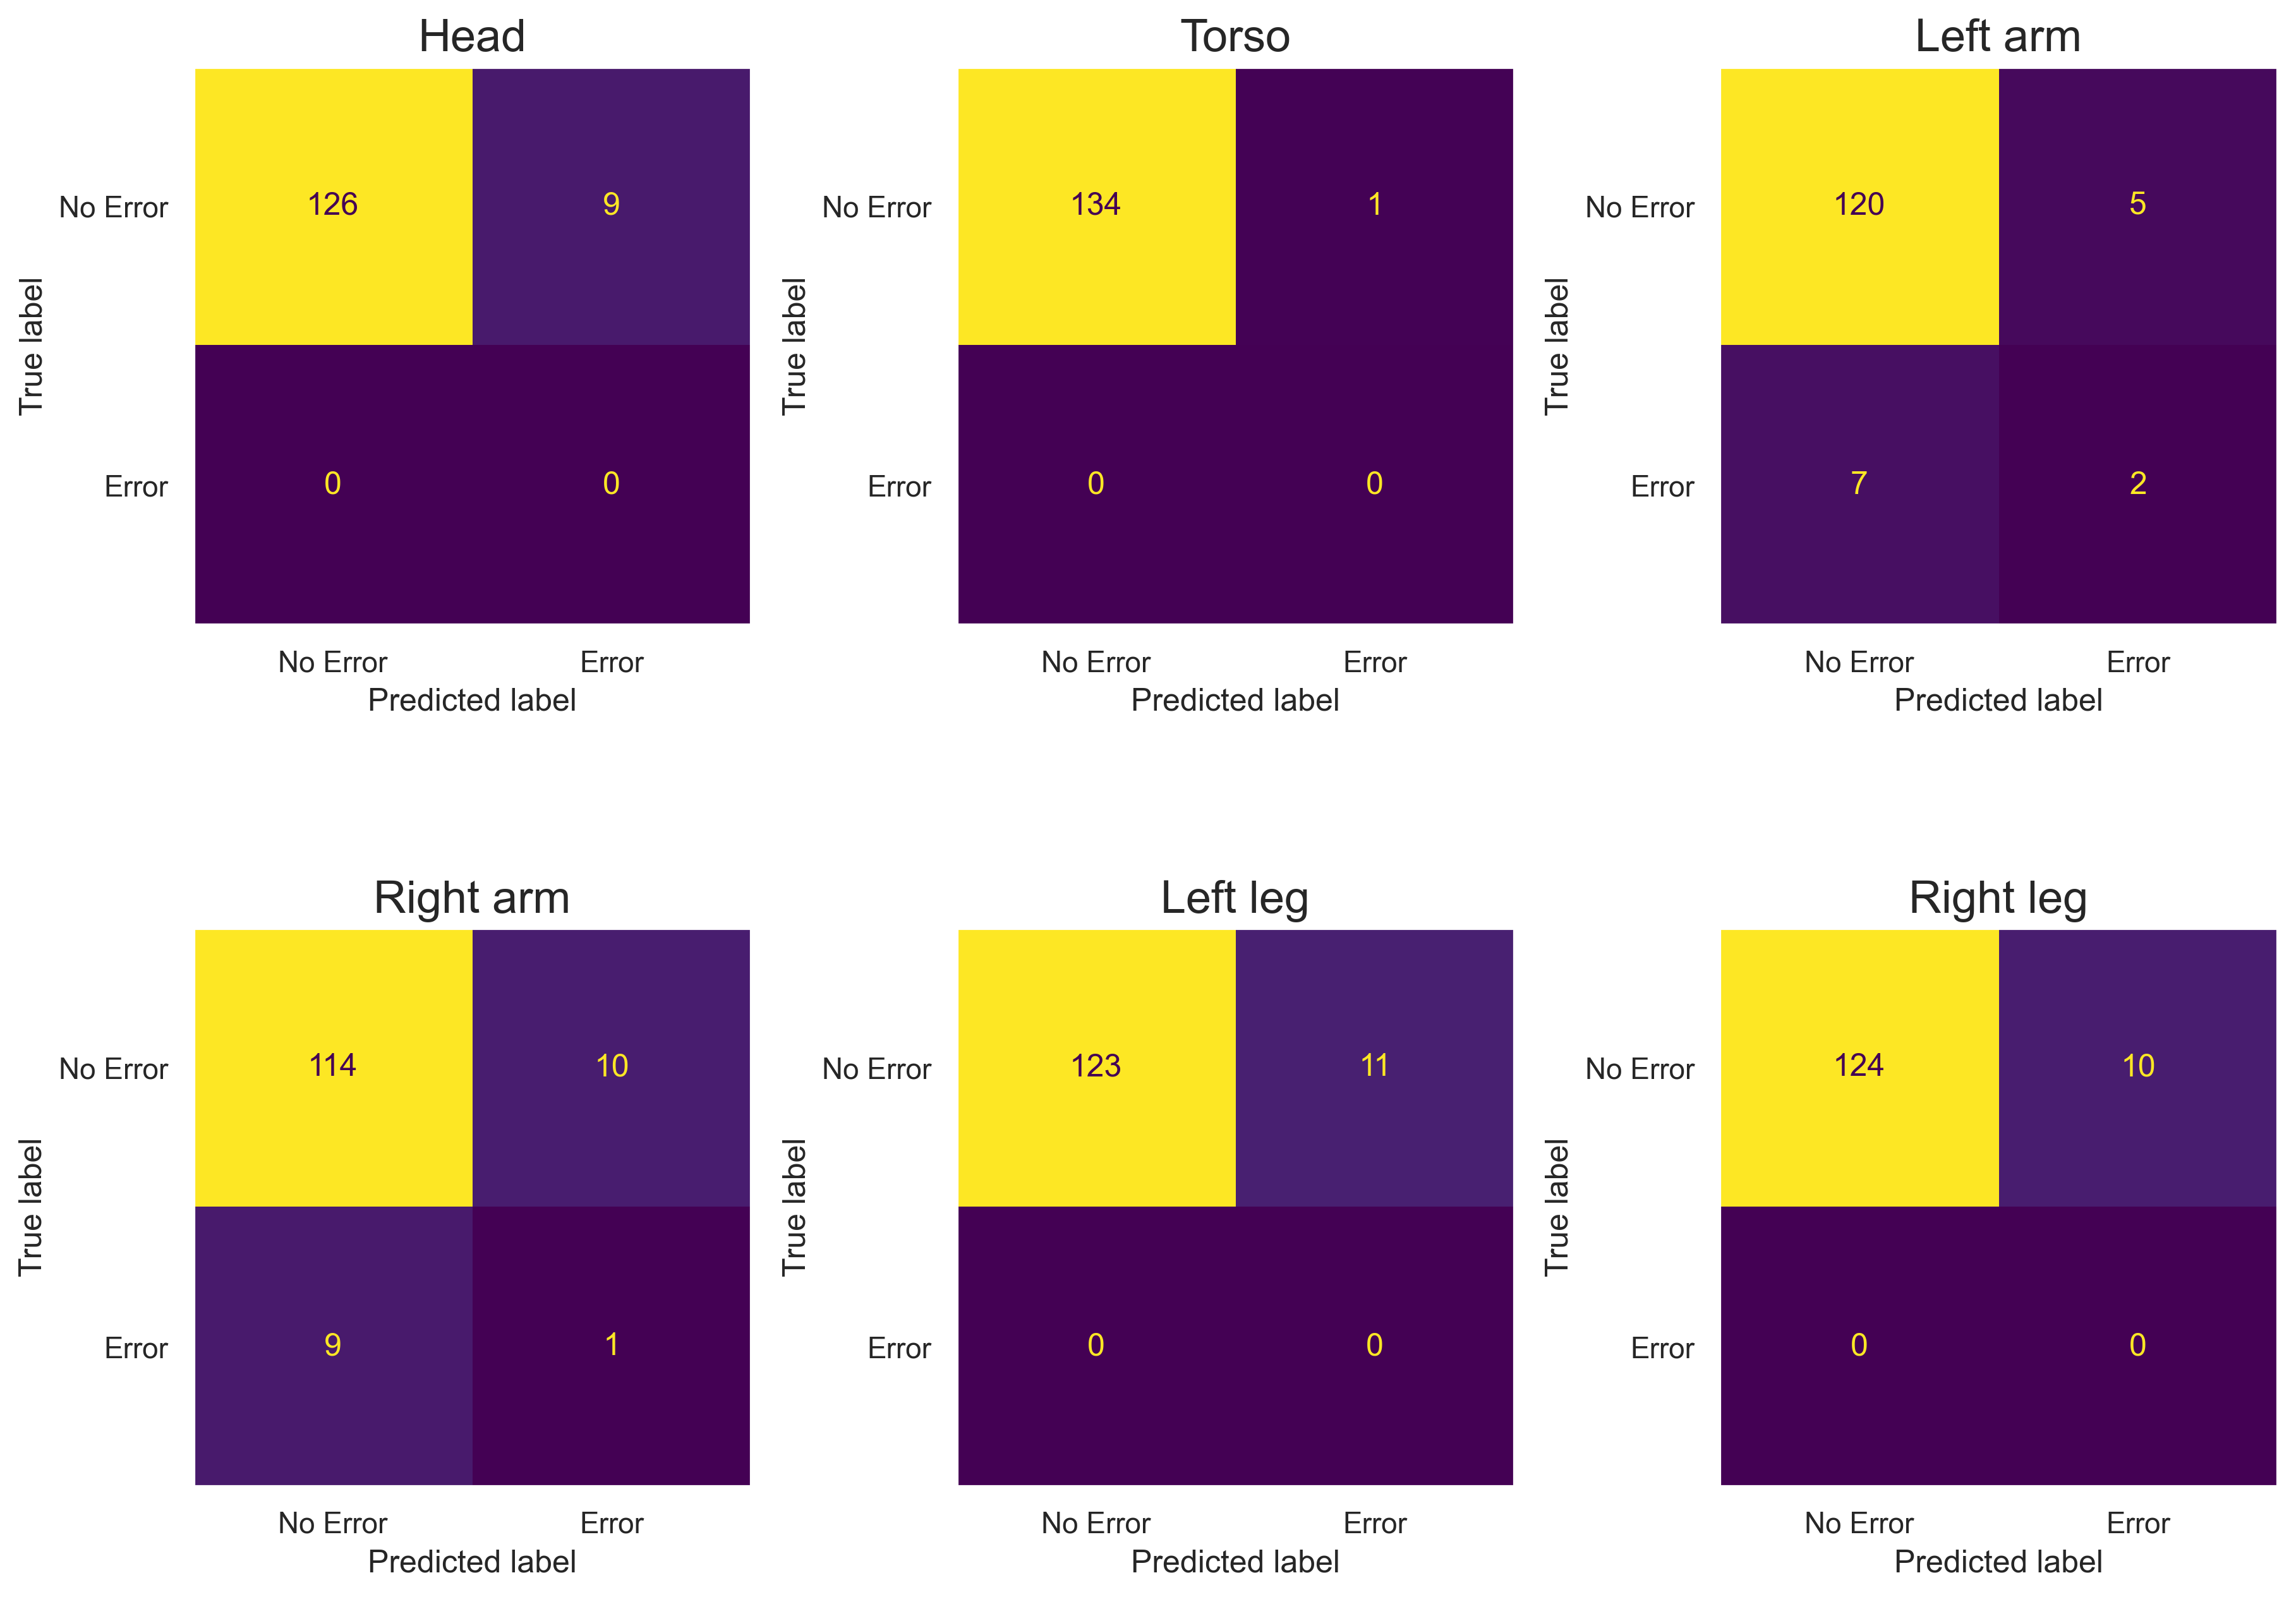 Head
No Error
126
9
True label
Error
0
0
No Error
Error
Predicted label
Torso
No Error
134
1
True label
Error
0
0
No Error
Error
Predicted label
Left arm
No Error
120
5
True label
Error
7
2
No Error
Error
Predicted label
Right arm
No Error
114
10
True label
Error
9
1
No Error
Error
Predicted label
Left leg
No Error
123
11
True label
Error
0
0
No Error
Error
Predicted label
Right leg
No Error
124
10
True label
Error
0
0
No Error
Error
Predicted label